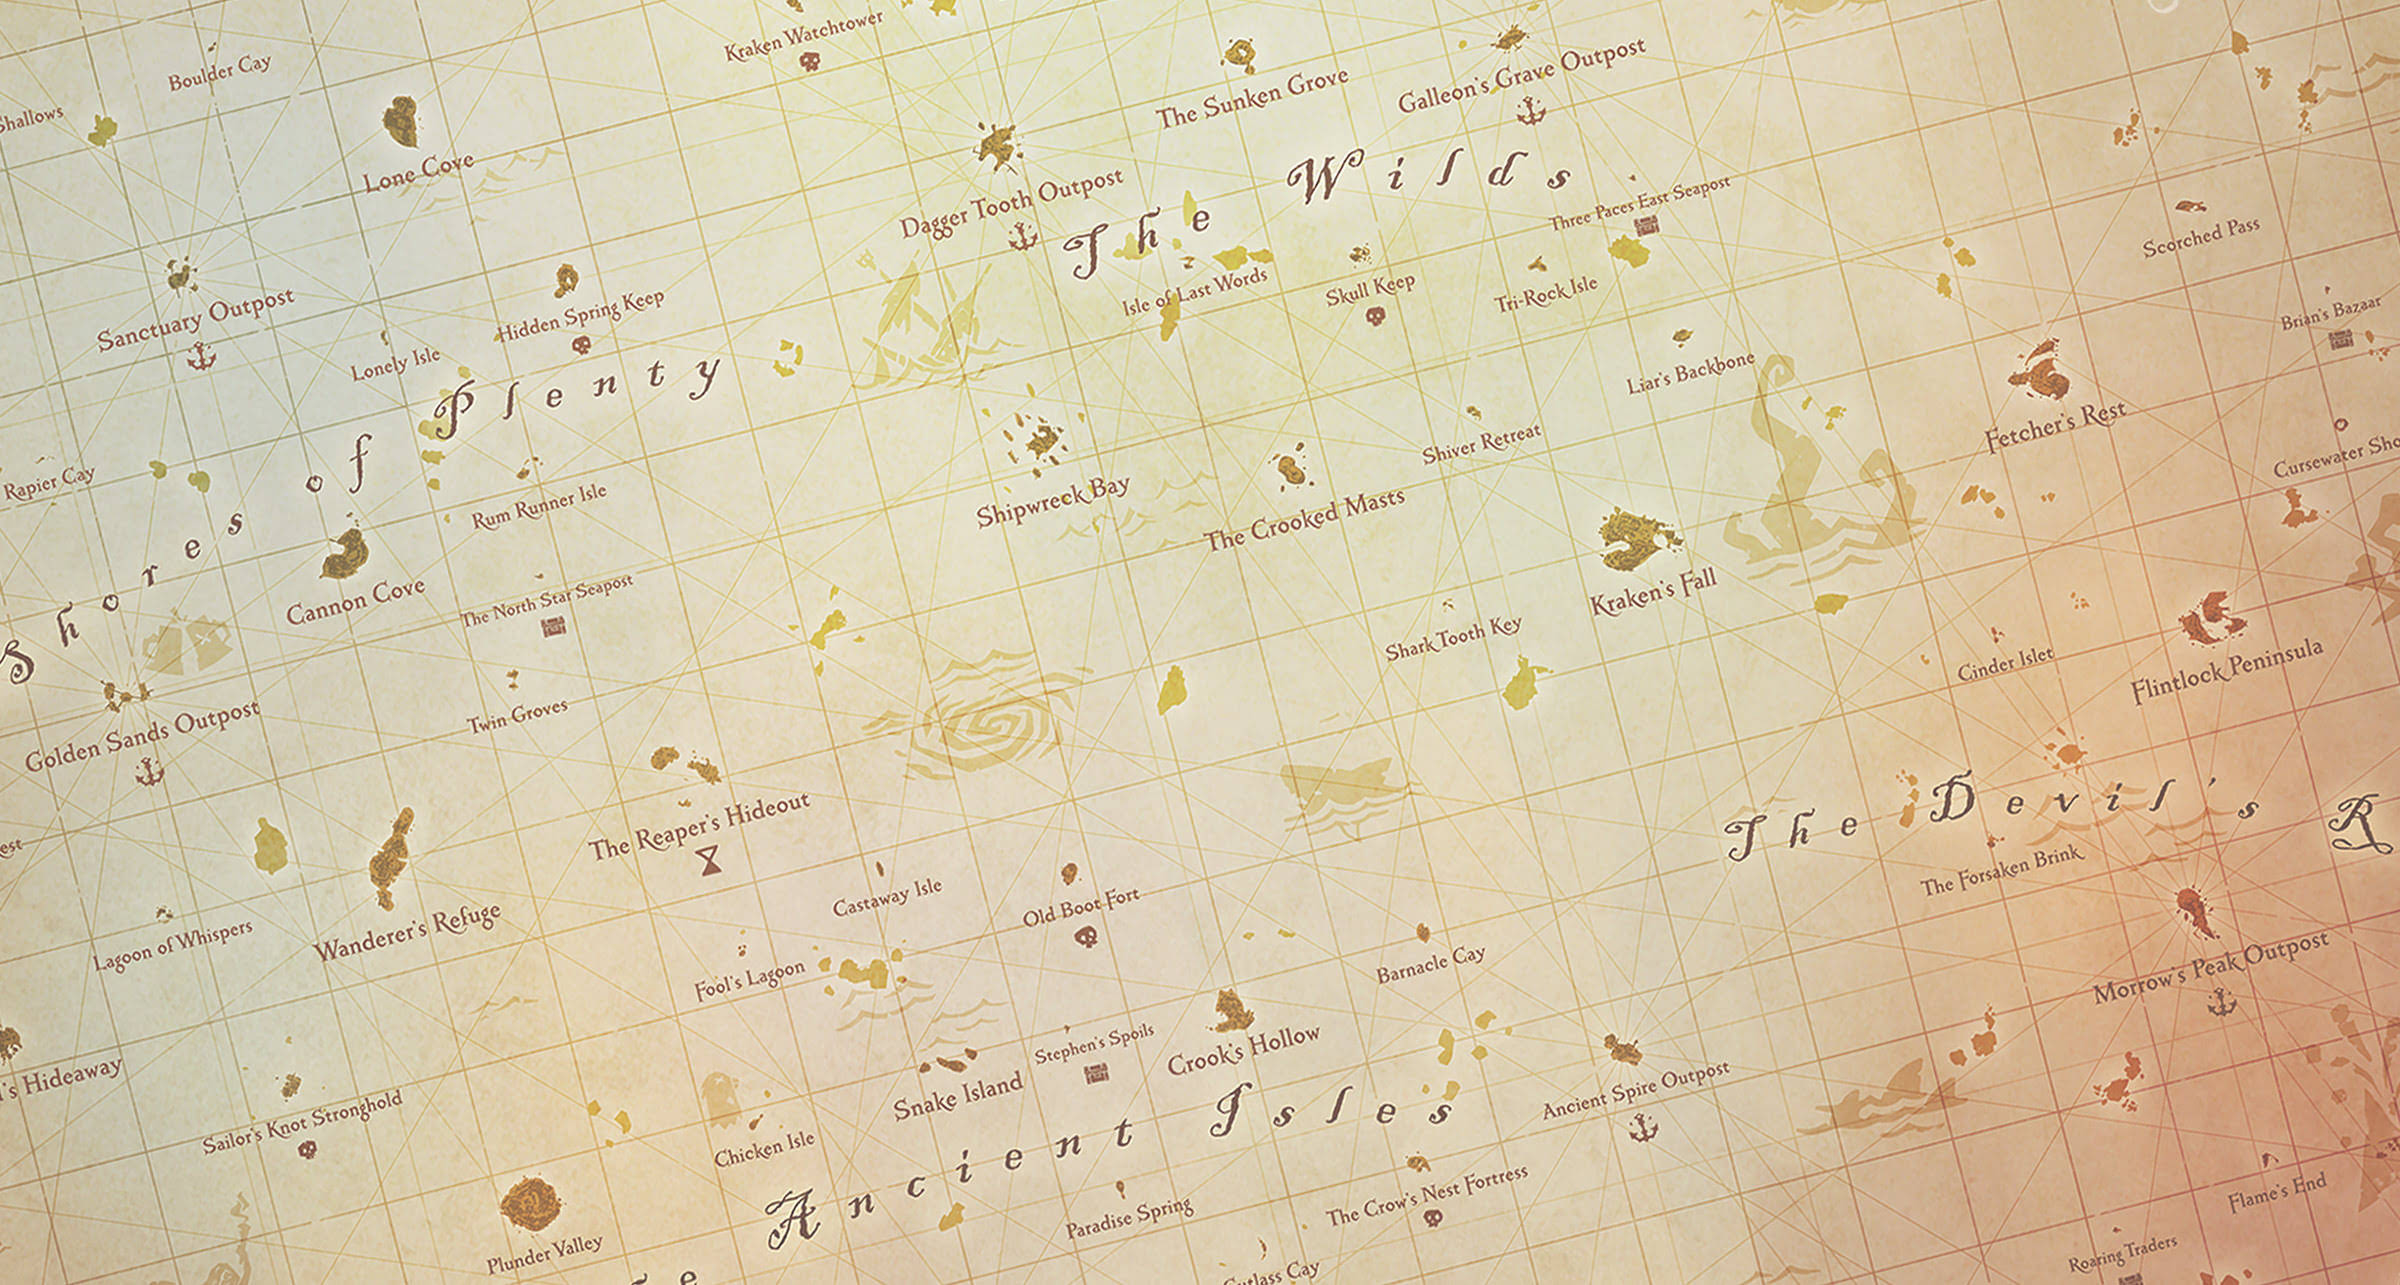 Kraken Watchtower
Boulder Cay
Shallows
Lone Cove
The Sunken Grove
Galleon's Grave Outpost
Dagger Tooth Outpost
The Wilds
Three Paces East Seapost
Scorched Pass
Sanctuary Outpost
Lonely Isle
Hidden Spring Keep
Isle of Last Words
Skull Keep
Tri-Rock Isle
Brian's Bazaar
Liar's Backbone
Shores of Plenty
Fetcher's Rest
Rapier Cay
Rum Runner Isle
Shipwreck Bay
The Crooked Masts
Shiver Retreat
Cursewater Sho
Cannon Cove
The North Star Seapost
Kraken's Fall
Shark Tooth Key
Cinder Islet
Flintlock Peninsula
Golden Sands Outpost
Twin Groves
The Reaper's Hideout
The Devil's R
The Forsaken Brink
est
Lagoon of Whispers
Wanderer's Refuge
Castaway Isle
Old Boot Fort
Fool's Lagoon
Barnacle Cay
Morrow's Peak Outpost
's Hideaway
Sailor's Knot Stronghold
Snake Island
Stephen's Spoils
Crook's Hollow
Ancient Spire Outpost
Chicken Isle
Ancient Isles
The Crow's Nest Fortress
Paradise Spring
Flame's End
Plunder Valley
Cutlass Cay
Roaring Traders
e